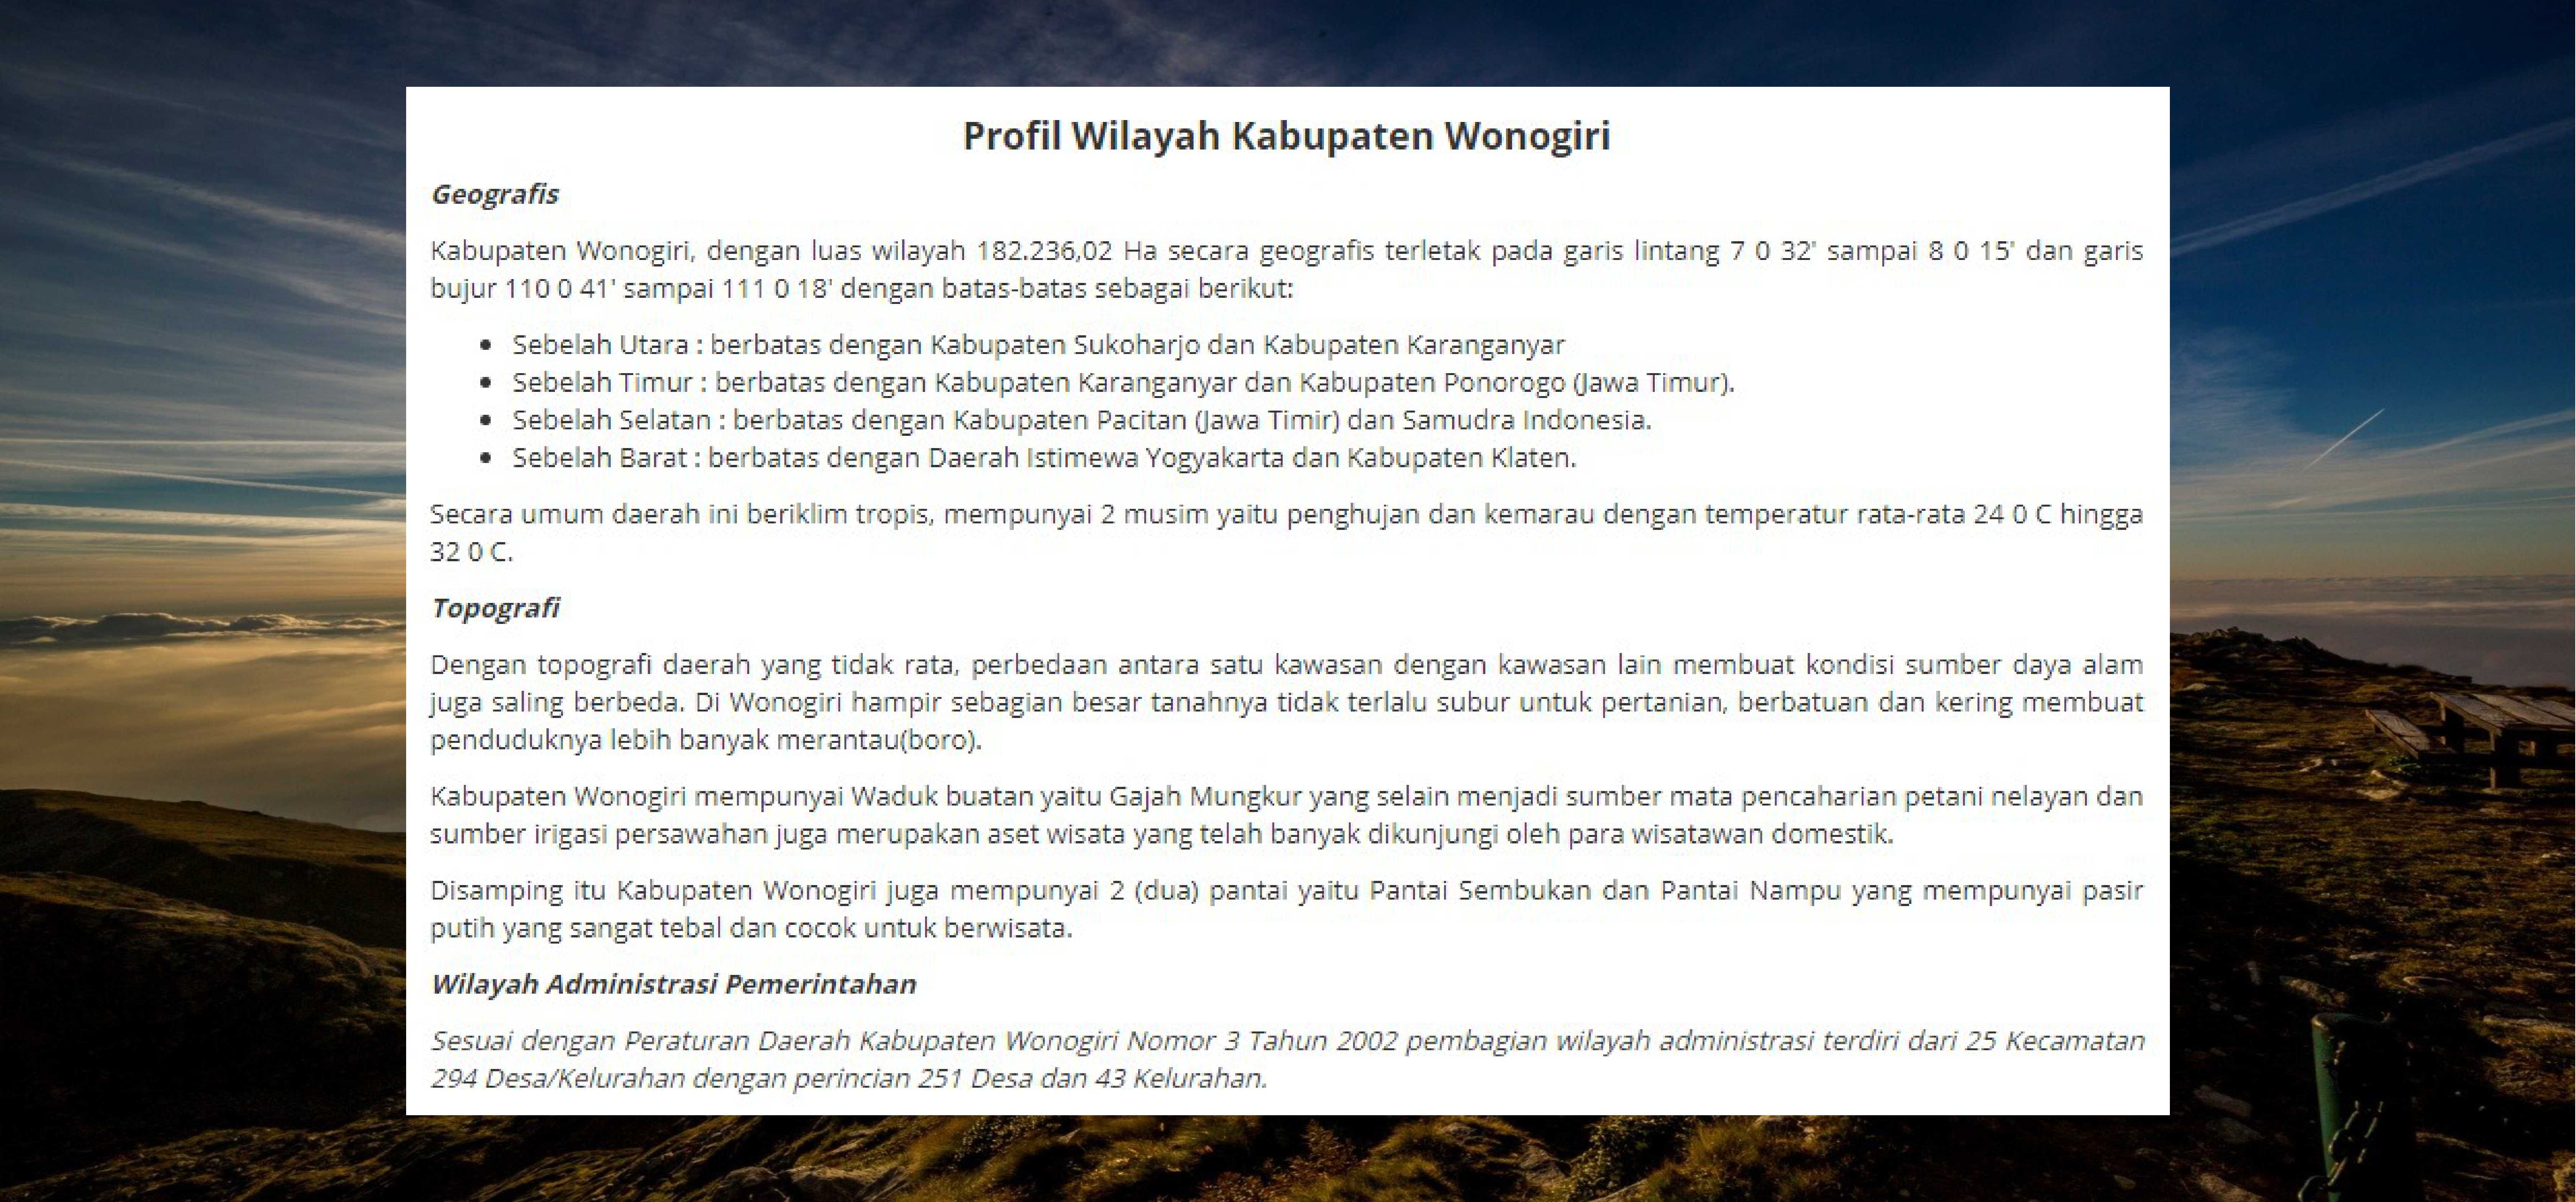 Profil Wilayah Kabupaten Wonogiri
Geografis
Kabupaten Wonogiri, dengan luas wilayah 182.236,02 Ha secara geografis terletak pada garis lintang 7 0 32' sampai 8 0 15' dan garis
bujur 110 0 41' sampai 111 0 18' dengan batas-batas sebagai berikut:
• Sebelah Utara : berbatas dengan Kabupaten Sukoharjo dan Kabupaten Karanganyar
• Sebelah Timur : berbatas dengan Kabupaten Karanganyar dan Kabupaten Ponorogo (Jawa Timur).
• Sebelah Selatan : berbatas dengan Kabupaten Pacitan (Jawa Timir) dan Samudra Indonesia.
• Sebelah Barat : berbatas dengan Daerah Istimewa Yogyakarta dan Kabupaten Klaten.
Secara umum daerah ini beriklim tropis, mempunyai 2 musim yaitu penghujan dan kemarau dengan temperatur rata-rata 24 0 C hingga
32 0 C.
Topografi
Dengan topografi daerah yang tidak rata, perbedaan antara satu kawasan dengan kawasan lain membuat kondisi sumber daya alam
juga saling berbeda. Di Wonogiri hampir sebagian besar tanahnya tidak terlalu subur untuk pertanian, berbatuan dan kering membuat
penduduknya lebih banyak merantau(boro).
Kabupaten Wonogiri mempunyai Waduk buatan yaitu Gajah Mungkur yang selain menjadi sumber mata pencaharian petani nelayan dan
sumber irigasi persawahan juga merupakan aset wisata yang telah banyak dikunjungi oleh para wisatawan domestik.
Disamping itu Kabupaten Wonogiri juga mempunyai 2 (dua) pantai yaitu Pantai Sembukan dan Pantai Nampu yang mempunyai pasir
putih yang sangat tebal dan cocok untuk berwisata.
Wilayah Administrasi Pemerintahan
Sesuai dengan Peraturan Daerah Kabupaten Wonogiri Nomor 3 Tahun 2002 pembagian wilayah administrasi terdiri dari 25 Kecamatan
294 Desa/Kelurahan dengan perincian 251 Desa dan 43 Kelurahan.